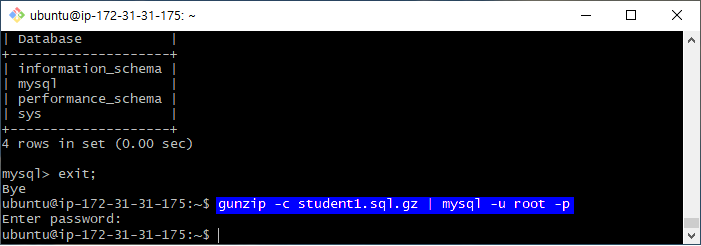 ubuntu@ip-172-31-31-175: ~
| Database           |
+--------------------+
| information_schema |
| mysql              |
| performance_schema |
| sys                |
+--------------------+
4 rows in set (0.00 sec)
mysql> exit;
Bye
ubuntu@ip-172-31-31-175:~$ gunzip -c student1.sql.gz | mysql -u root -p
Enter password:
ubuntu@ip-172-31-31-175:~$